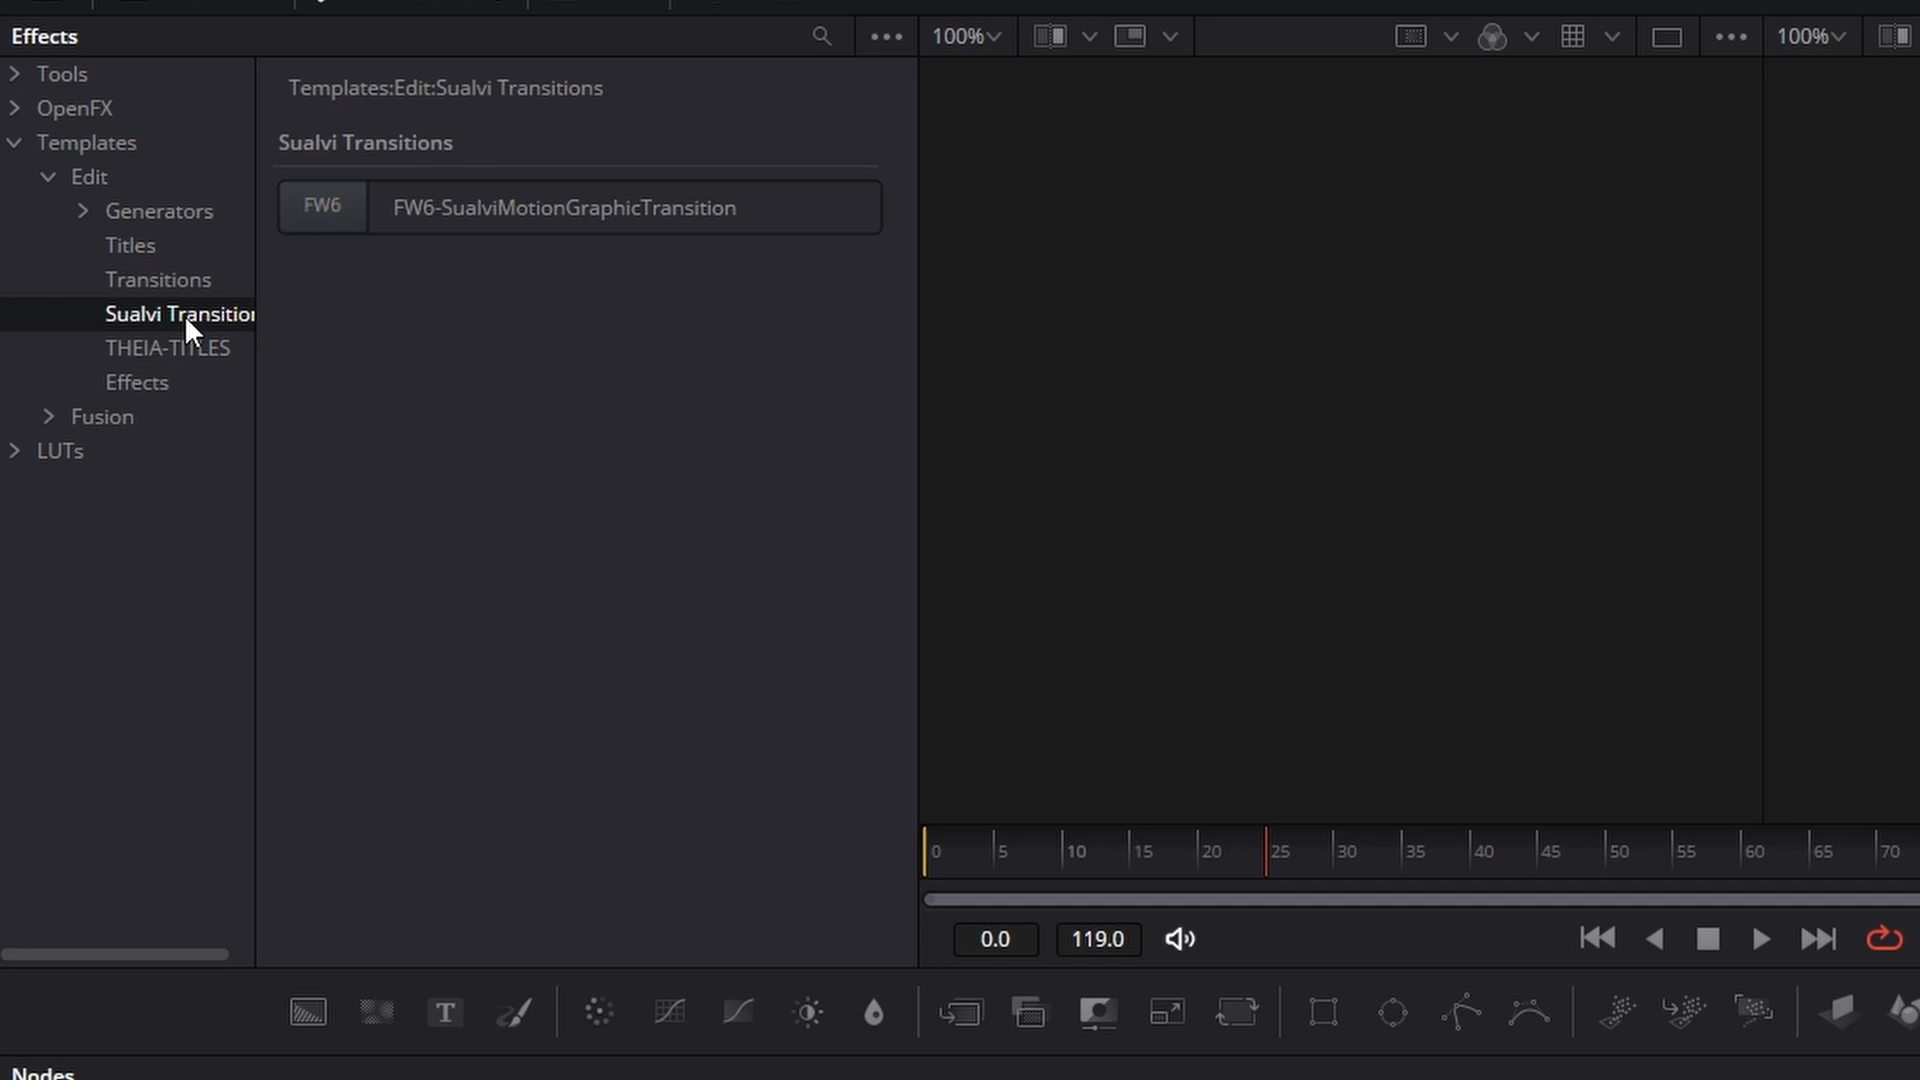 Effects
100%
100%
Tools
OpenFX
Templates
Edit
Generators
Titles
Transitions
Sualvi Transition
THEIA-TITLES
Effects
Fusion
LUTs
Templates:Edit:Sualvi Transitions
Sualvi Transitions
FW6
FW6-SualviMotionGraphicTransition
0 5 10 15 20 25 30 35 40 45 50 55 60 65 70
0.0 119.0
T
Nodes